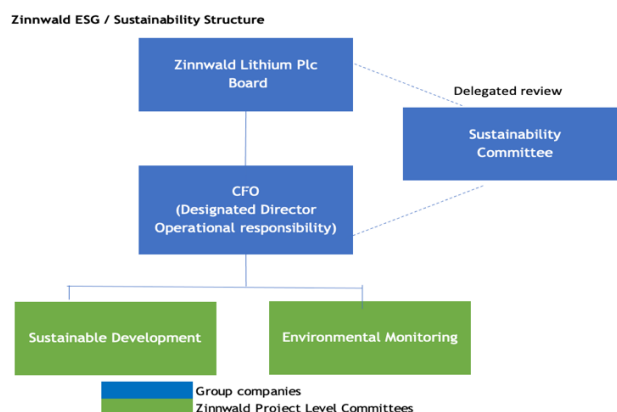 Zinnwald ESG / Sustainability Structure
Zinnwald Lithium Plc
Board
Delegated review
Sustainability
Committee
CFO
(Designated Director
Operational responsibility)
Sustainable Development
Environmental Monitoring
Group companies
Zinnwald Project Level Committees